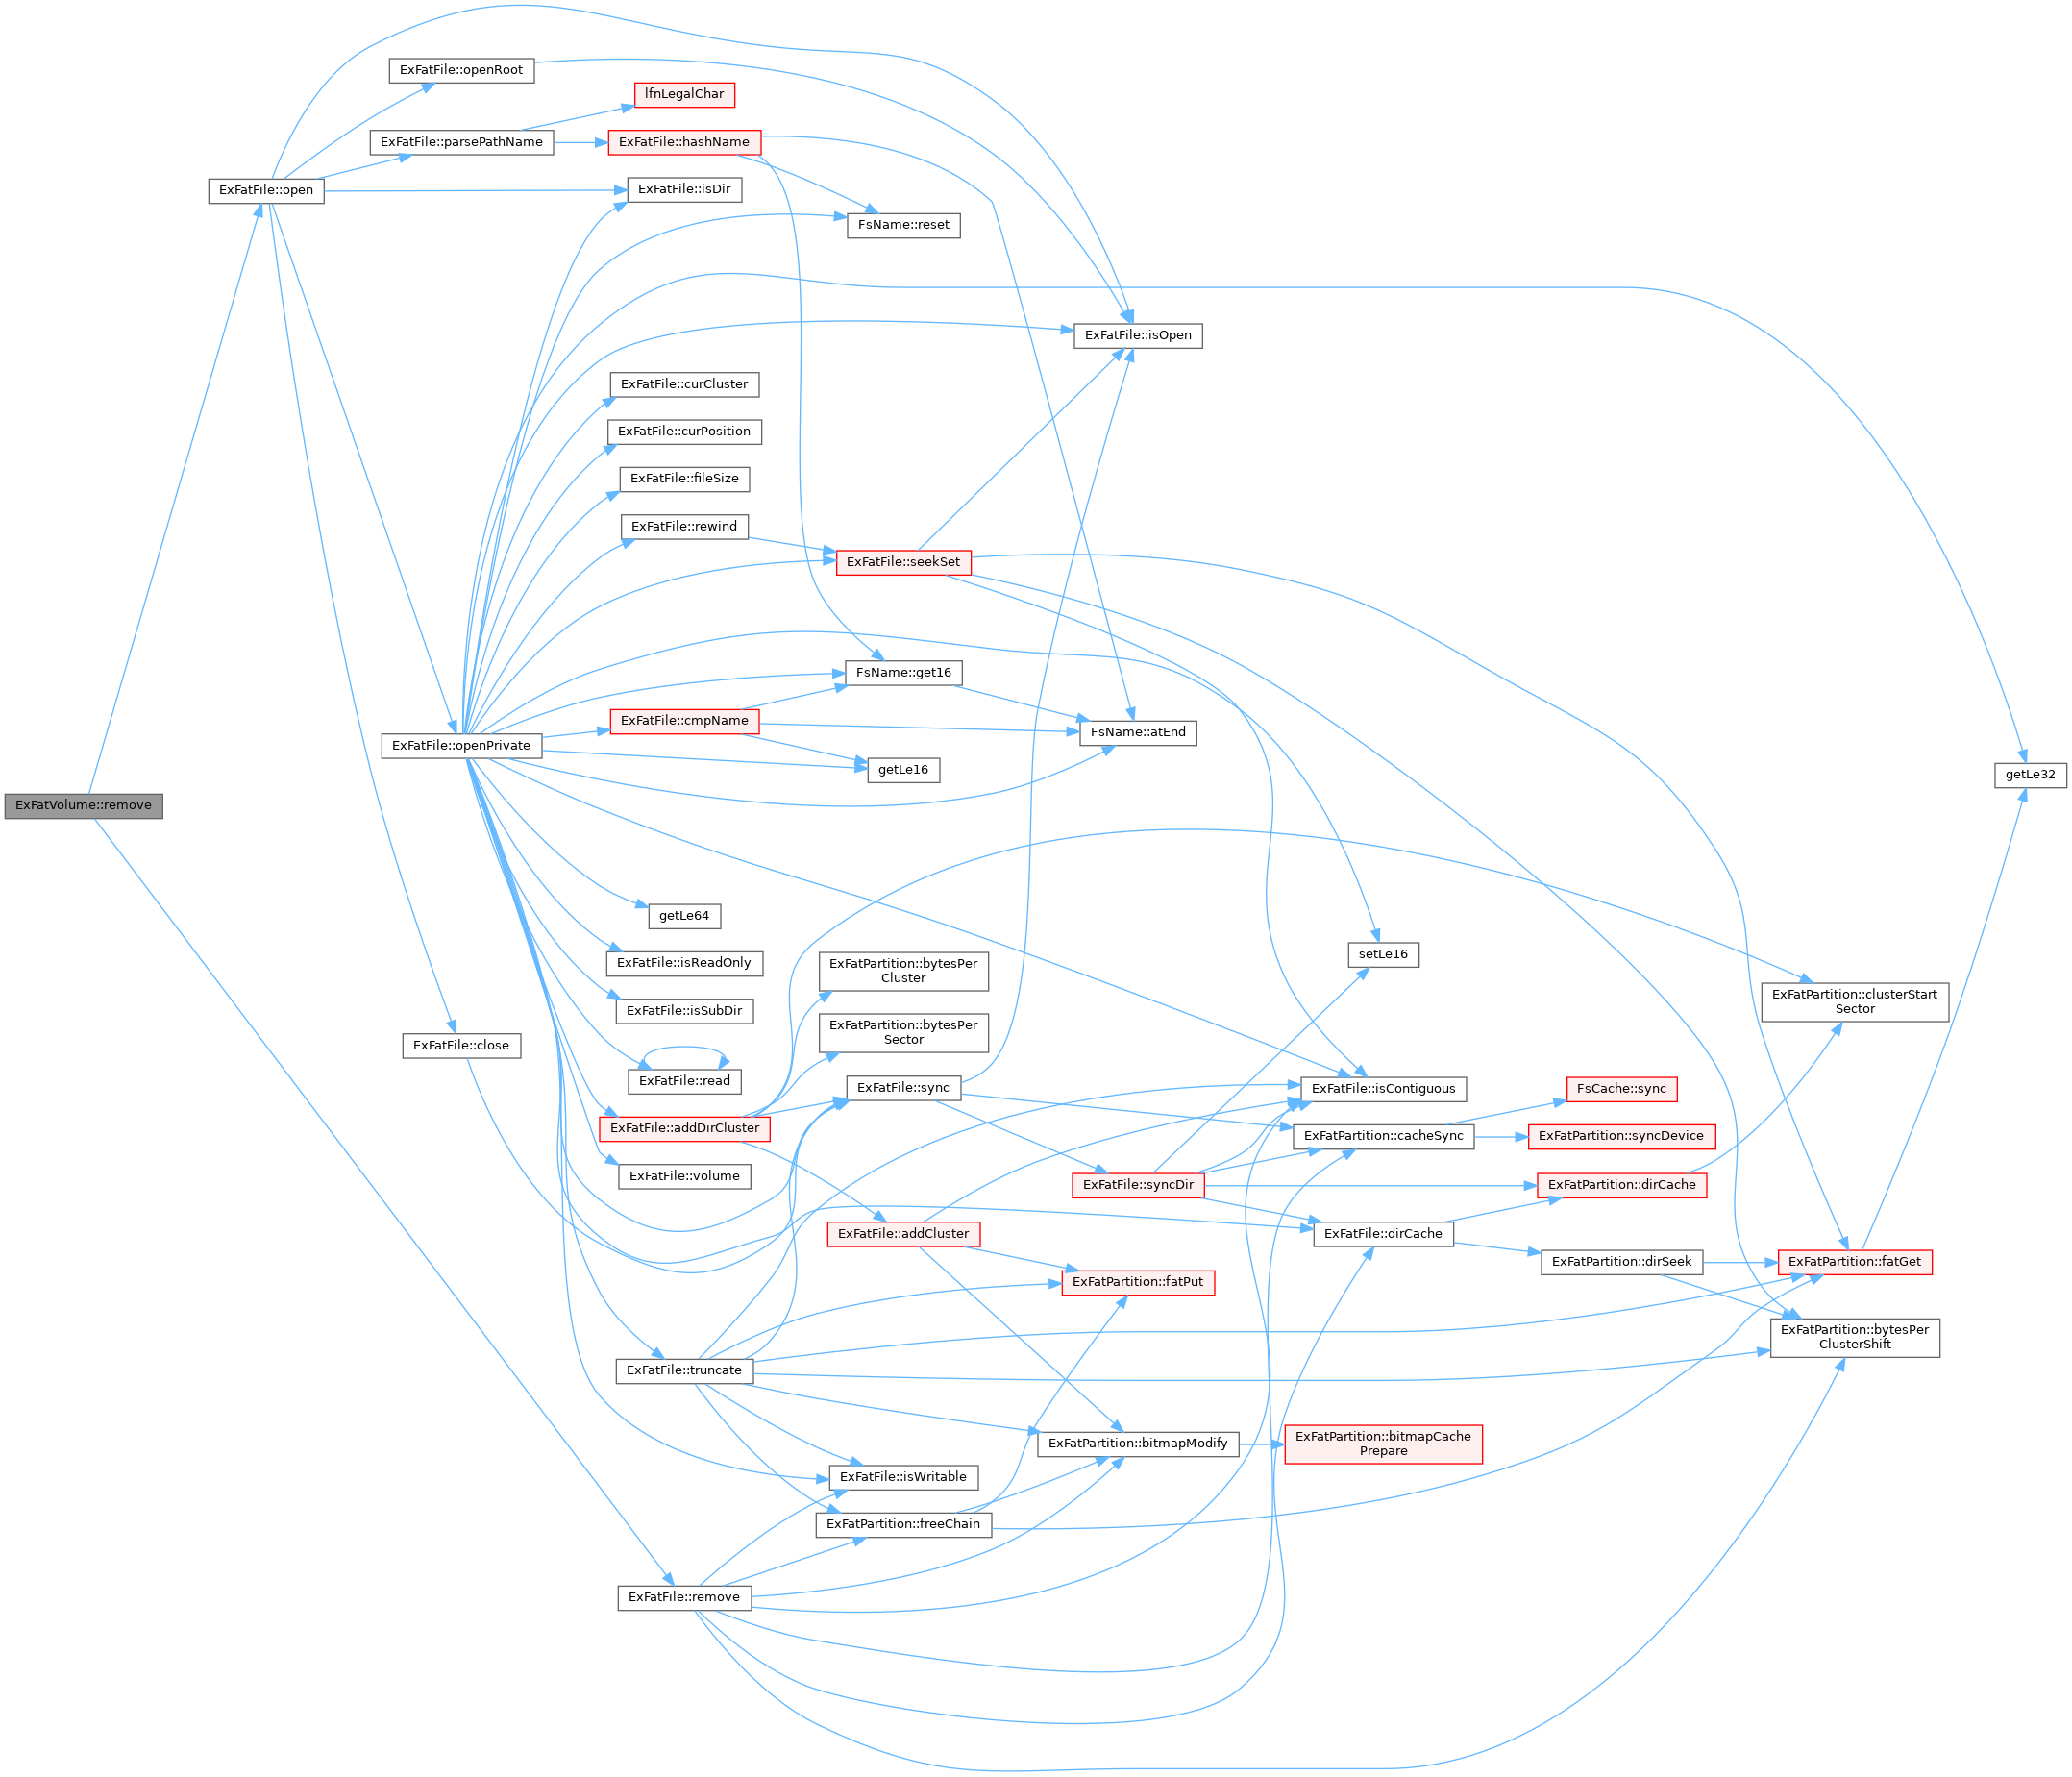 ExFatFile::openRoot
lfnLegalChar
ExFatFile::parsePathName
ExFatFile::hashName
ExFatFile::open
ExFatFile::isDir
FsName::reset
ExFatFile::isOpen
ExFatFile::curCluster
ExFatFile::curPosition
ExFatFile::fileSize
ExFatFile::rewind
ExFatFile::seekSet
FsName::get16
ExFatFile::cmpName
FsName::atEnd
ExFatFile::openPrivate
getLe16
getLe32
ExFatVolume::remove
getLe64
ExFatFile::isReadOnly
setLe16
ExFatPartition::bytesPer
Cluster
ExFatPartition::clusterStart
Sector
ExFatFile::isSubDir
ExFatPartition::bytesPer
Sector
ExFatFile::close
ExFatFile::read
ExFatFile::sync
ExFatFile::isContiguous
FsCache::sync
ExFatFile::addDirCluster
ExFatPartition::cacheSync
ExFatPartition::syncDevice
ExFatFile::volume
ExFatFile::syncDir
ExFatPartition::dirCache
ExFatFile::addCluster
ExFatFile::dirCache
ExFatPartition::dirSeek
ExFatPartition::fatGet
ExFatPartition::fatPut
ExFatPartition::bytesPer
ClusterShift
ExFatFile::truncate
ExFatPartition::bitmapModify
ExFatPartition::bitmapCache
Prepare
ExFatFile::isWritable
ExFatPartition::freeChain
ExFatFile::remove